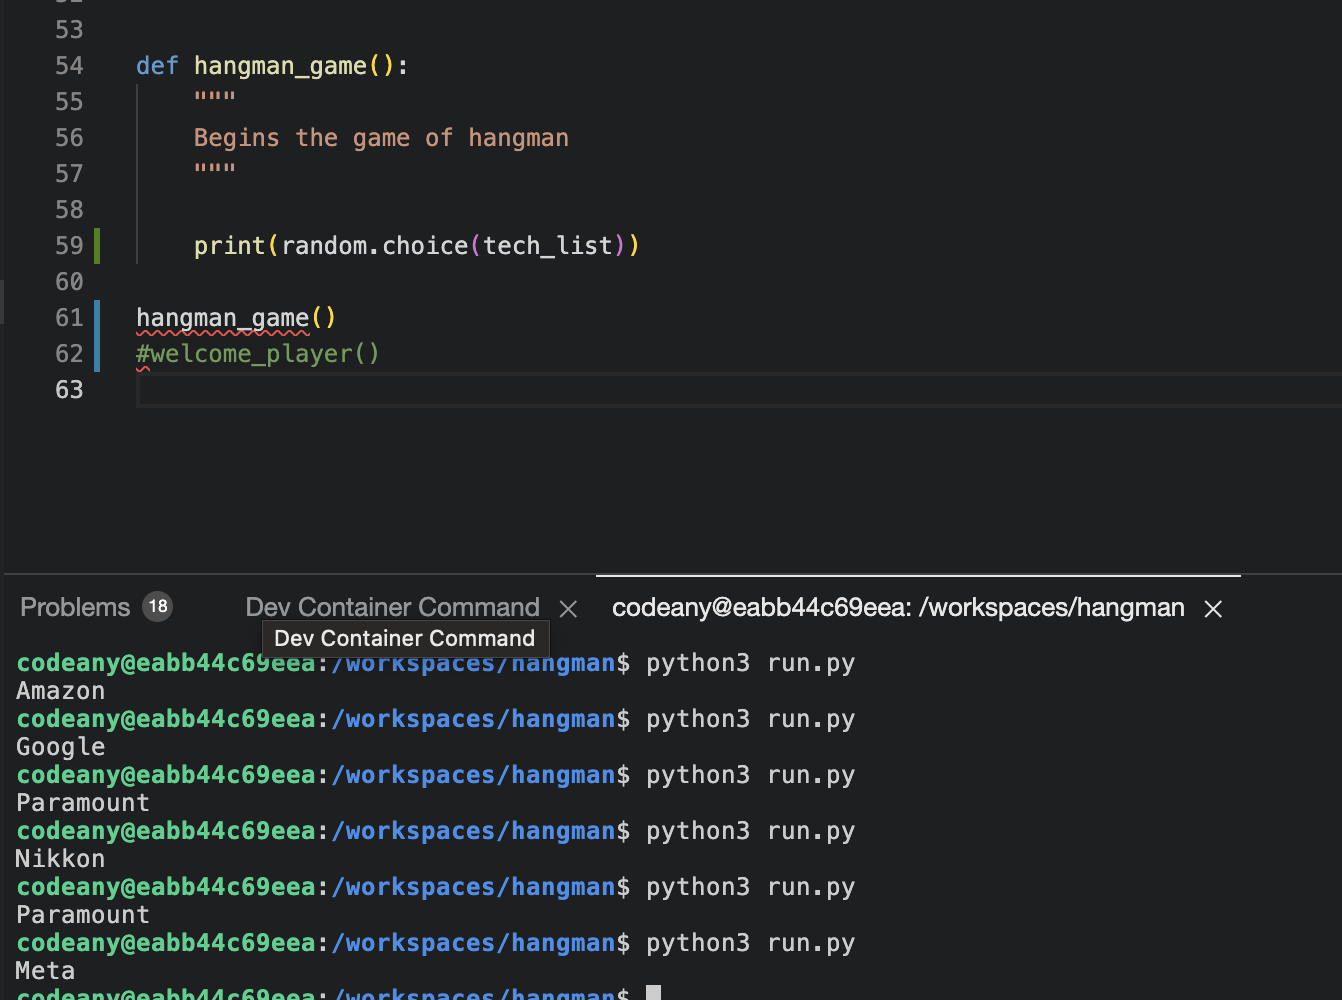 53
54 def hangman_game():
55 """
56 Begins the game of hangman
57 """
58
59 print(random.choice(tech_list))
60
61 hangman_game()
62 #welcome_player()
63
Problems 18 Dev Container Command codeany@eabb44c69eea: /workspaces/hangman
Dev Container Command
codeany@eabb44c69eea:/workspaces/hangman$ python3 run.py
Amazon
codeany@eabb44c69eea:/workspaces/hangman$ python3 run.py
Google
codeany@eabb44c69eea:/workspaces/hangman$ python3 run.py
Paramount
codeany@eabb44c69eea:/workspaces/hangman$ python3 run.py
Nikkon
codeany@eabb44c69eea:/workspaces/hangman$ python3 run.py
Paramount
codeany@eabb44c69eea:/workspaces/hangman$ python3 run.py
Meta
codeany@eabb44c69eea:/workspaces/hangman$